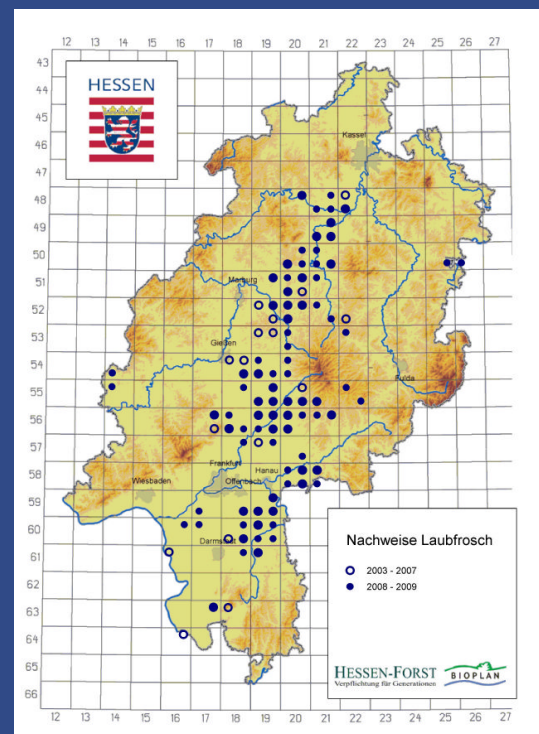 12 13 14 15 16 17 18 19 20 21 22 23 24 25 26 27
43
44
45
46
47
48
49
50
51
52
53
54
55
56
57
58
59
60
61
62
63
64
65
66
HESSEN
Kassel
Marburg
Gießen
Fulda
Frankfurt
Hanau
Wiesbaden
Offenbach
Darmstadt
Nachweise Laubfrosch
2003 - 2007
2008 - 2009
HESSEN-FORST
Verpflichtung für Generationen
BIOPLAN
12 13 14 15 16 17 18 19 20 21 22 23 24 25 26 27